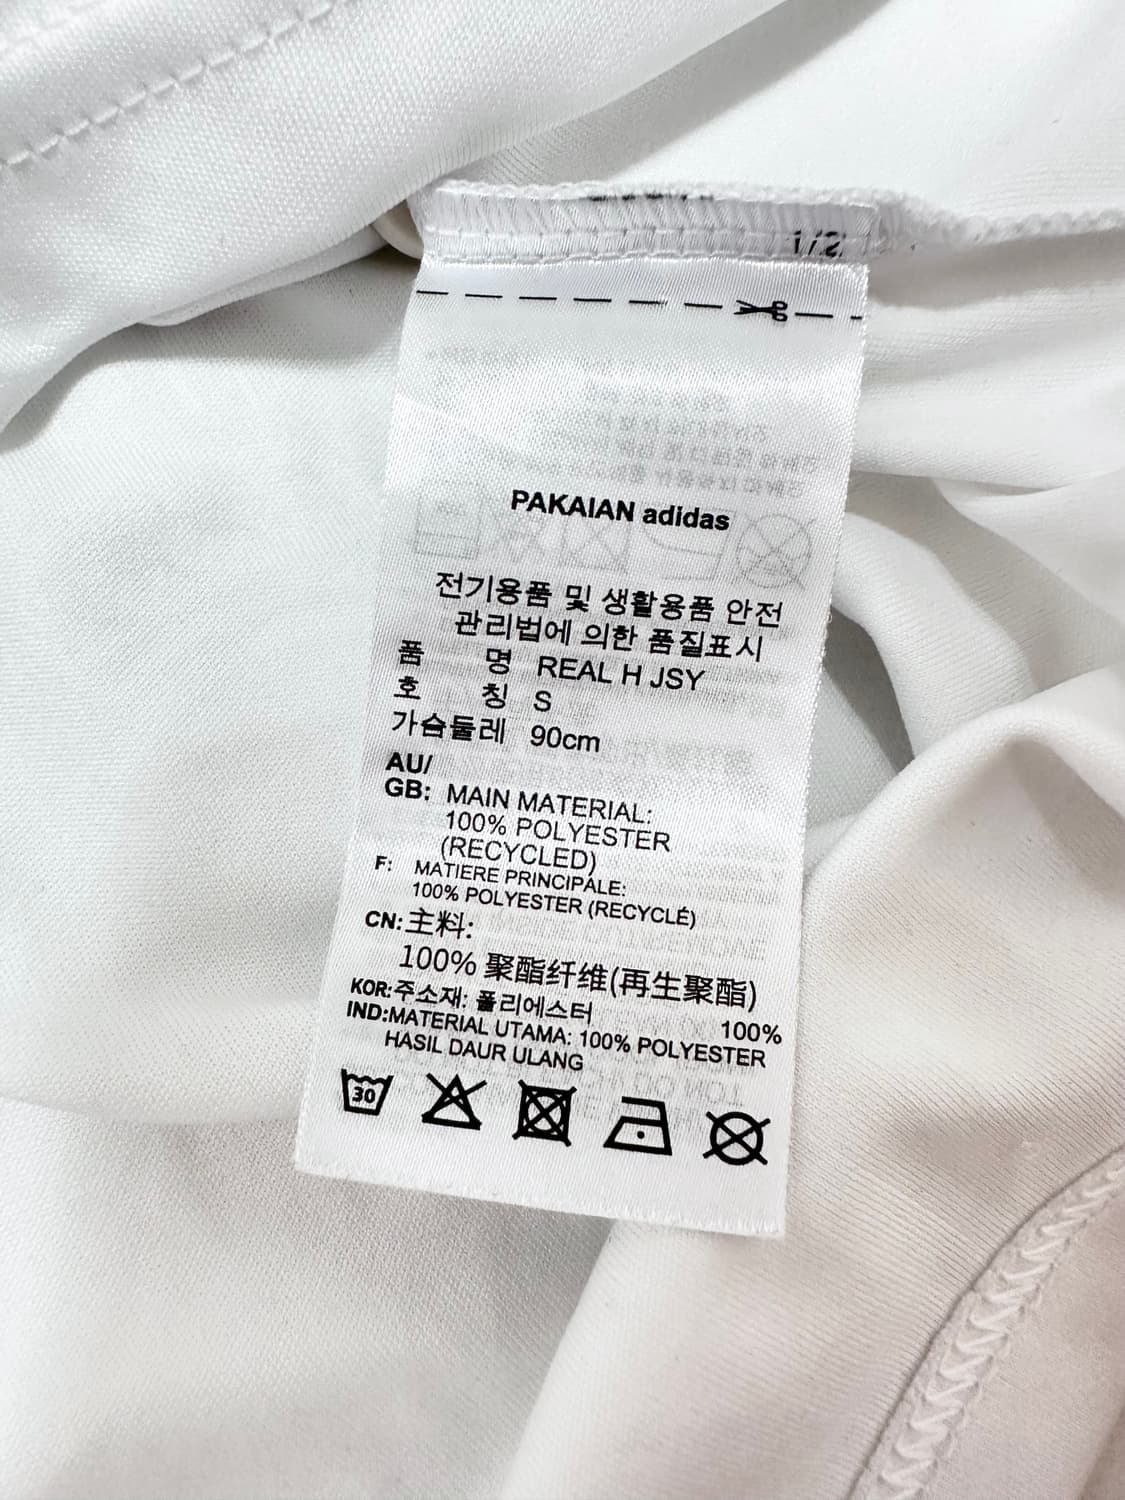 1/2
PAKAIAN adidas
전기용품 및 생활용품 안전
관리법에 의한 품질표시
품 명 REAL H JSY
호 칭 S
가슴둘레 90cm
AU/
GB: MAIN MATERIAL:
100% POLYESTER
(RECYCLED)
F: MATIERE PRINCIPALE:
100% POLYESTER (RECYCLÉ)
CN:主料:
100% 聚酯纤维(再生聚酯)
KOR:주소재: 폴리에스터 100%
IND:MATERIAL UTAMA: 100% POLYESTER
HASIL DAUR ULANG
30